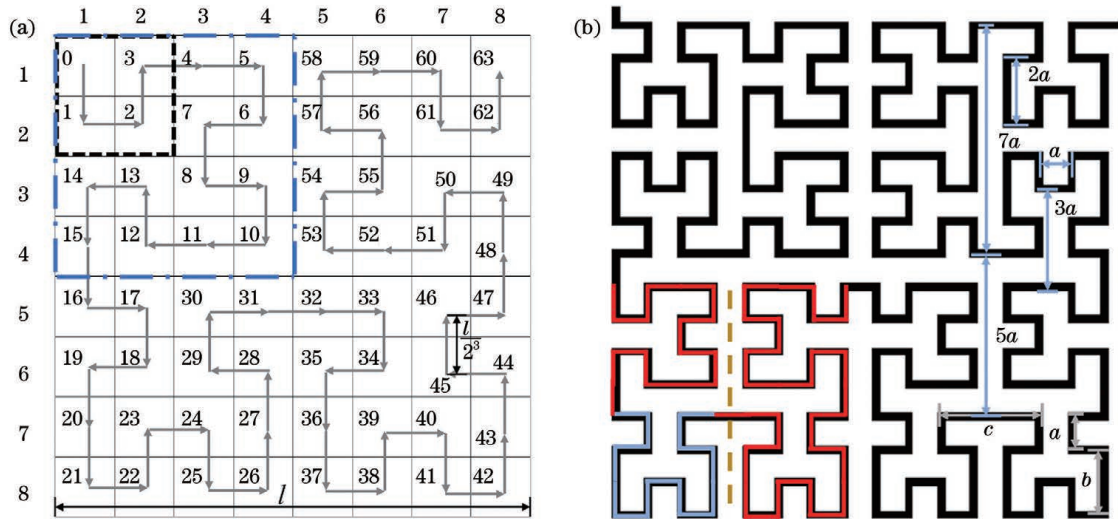 (a)
1 2 3 4 5 6 7 8
1 0 3 4 5 58 59 60 63
2 1 2 7 6 57 56 61 62
3 14 13 8 9 54 55 50 49
4 15 12 11 10 53 52 51 48
5 16 17 30 31 32 33 46 47
l
2³
6 19 18 29 28 35 34 45 44
7 20 23 24 27 36 39 40 43
8 21 22 25 26 37 38 41 42
l
(b)
2a
7a
a
3a
5a
c
a
b